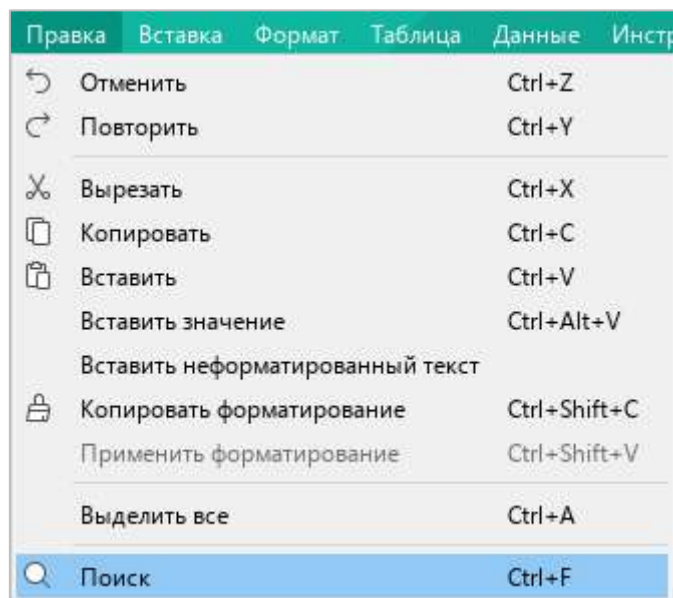 Правка Вставка Формат Таблица Данные
Отменить Ctrl+Z
Повторить Ctrl+Y
Вырезать Ctrl+X
Копировать Ctrl+C
Вставить Ctrl+V
Вставить значение Ctrl+Alt+V
Вставить неформатированный текст
Копировать форматирование Ctrl+Shift+C
Применить форматирование Ctrl+Shift+V
Выделить все Ctrl+A
Поиск Ctrl+F